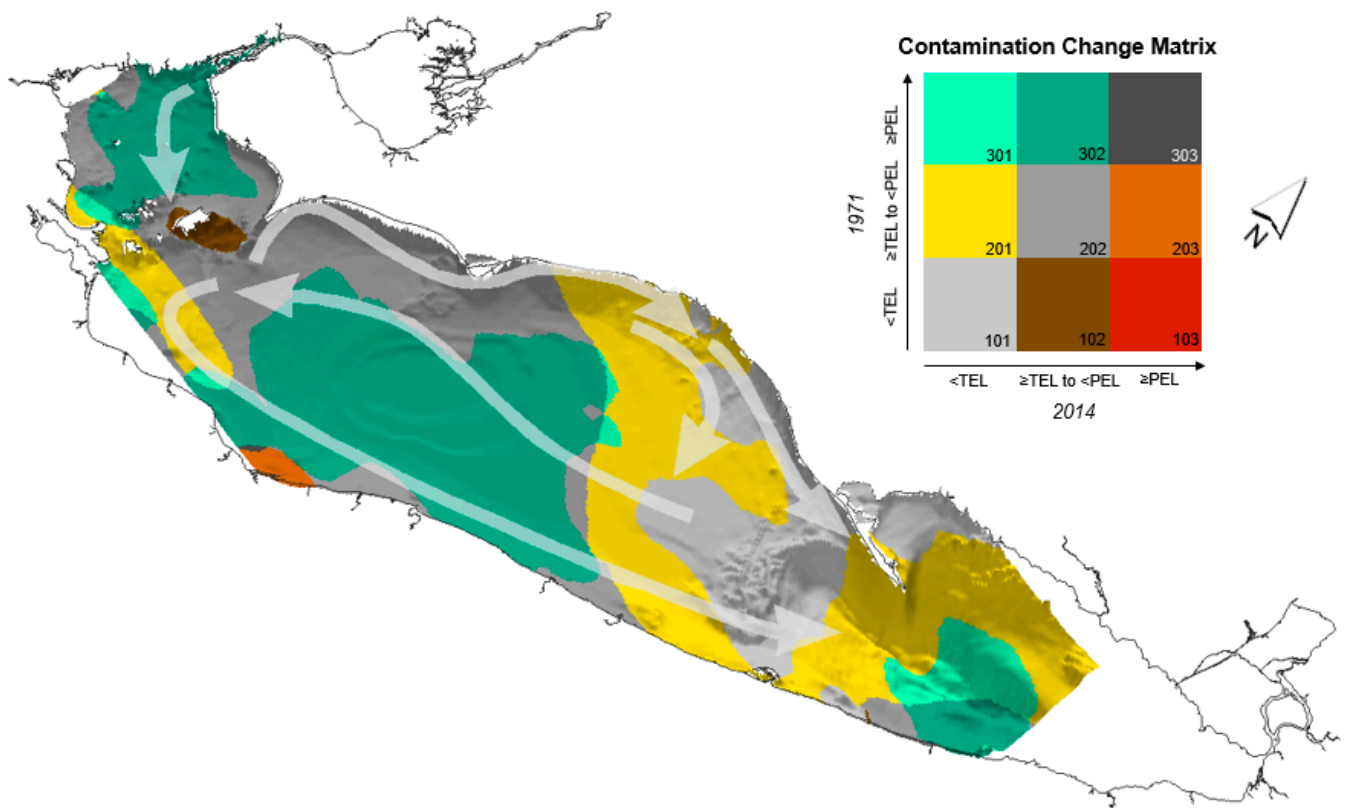 Contamination Change Matrix
≥PEL
301
302
303
1971
≥TEL to <PEL
201
202
203
<TEL
101
102
103
<TEL
≥TEL to <PEL
≥PEL
2014
N